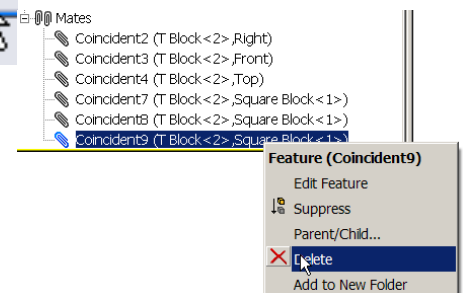 Mates
Coincident2 (T Block<2>,Right)
Coincident3 (T Block<2>,Front)
Coincident4 (T Block<2>,Top)
Coincident7 (T Block<2>,Square Block<1>)
Coincident8 (T Block<2>,Square Block<1>)
Coincident9 (T Block<2>,Square Block<1>)
Feature (Coincident9)
Edit Feature
Suppress
Parent/Child...
Delete
Add to New Folder